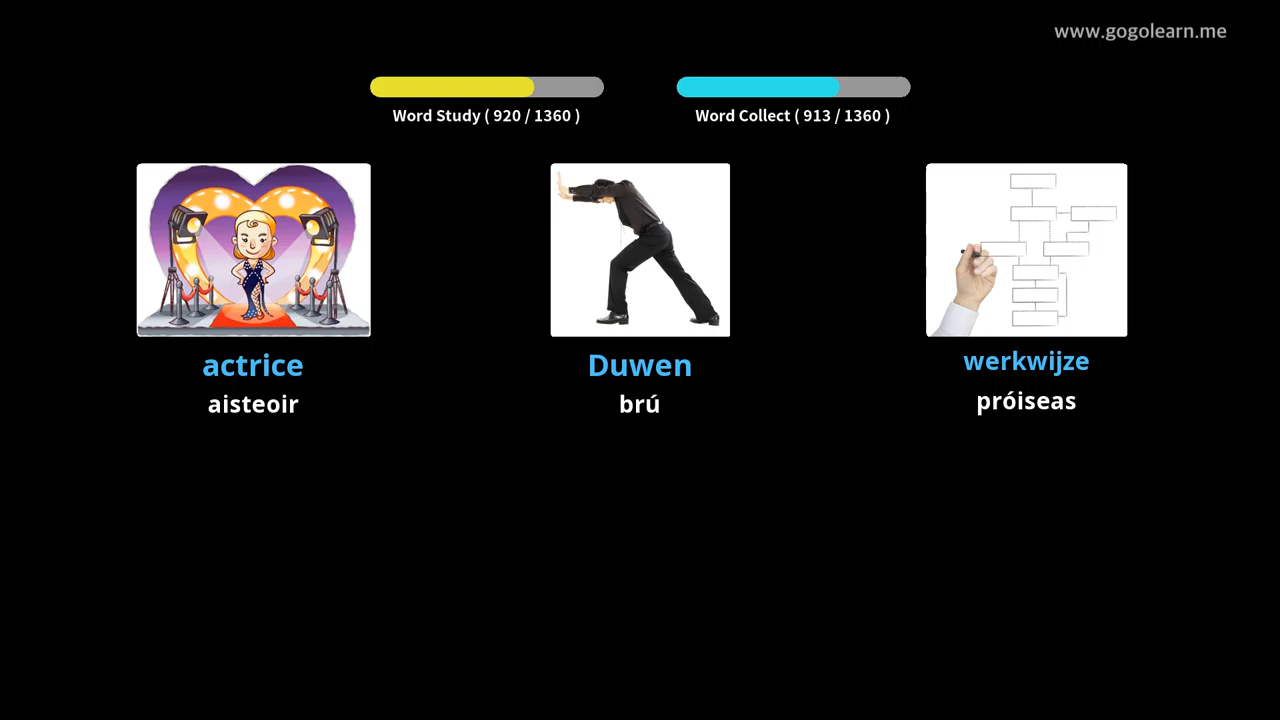 www.gogolearn.me
Word Study ( 920 / 1360 )
Word Collect ( 913 / 1360 )
actrice
aisteoir
Duwen
brú
werkwijze
próiseas